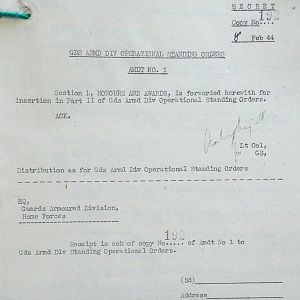 SECRET
Copy No. 192
8 Feb 44
GDS ARMD DIV OPERATIONAL STANDING ORDERS
AMDT NO. 1
Section L, HONOURS AND AWARDS, is forwarded herewith for
insertion in Part II of Gds Armd Div Operational Standing Orders.
ACK.
Lt Col,
GS,
Distribution as for Gds Armd Div Operational Standing Orders
HQ,
Guards Armoured Division,
Home Forces
Receipt is ack of copy No. 192 of Amdt No 1 to
Gds Armd Div Standing Operational Orders.
(Sd)
Address